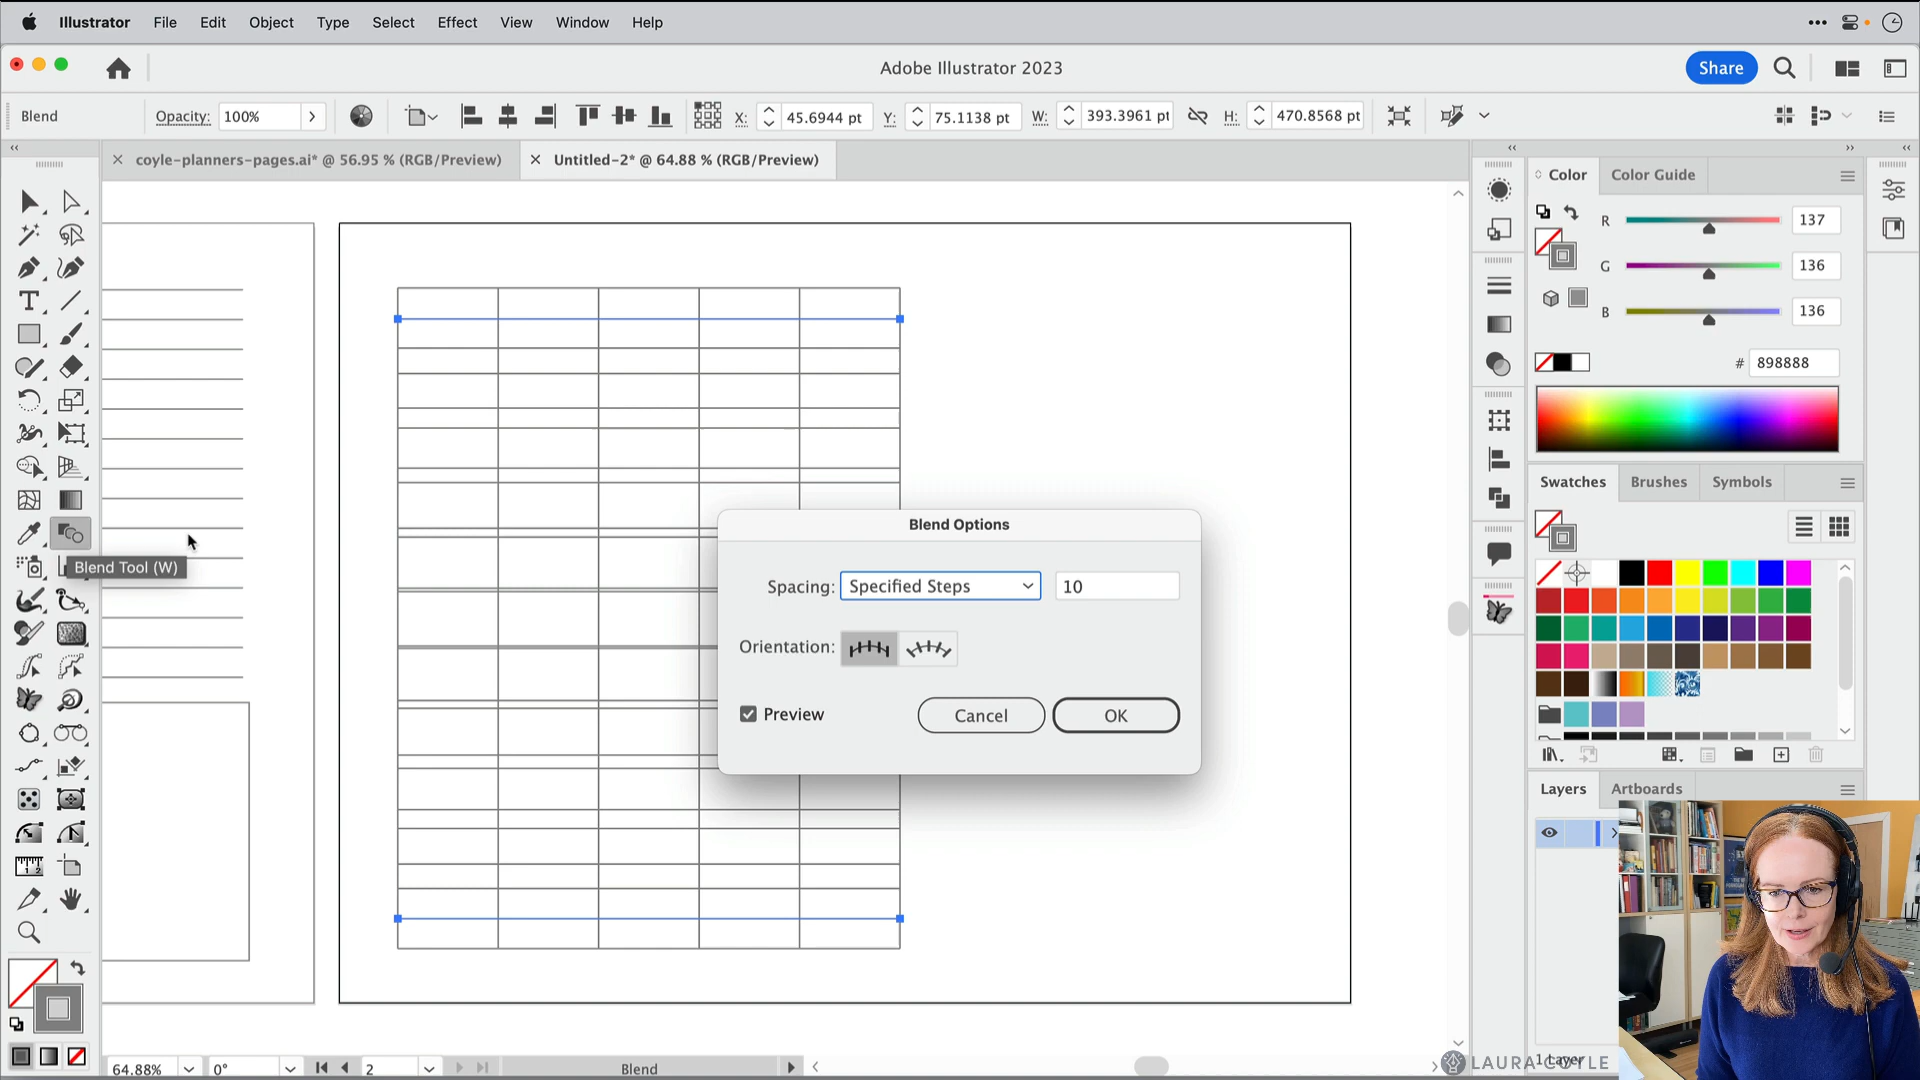 Illustrator File Edit Object Type Select Effect View Window Help
Adobe Illustrator 2023
Share
Blend Opacity: 100% X: 45.6944 pt Y: 75.1138 pt W: 393.3961 pt H: 470.8568 pt
coyle-planners-pages.ai* @ 56.95 % (RGB/Preview)
Untitled-2* @ 64.88 % (RGB/Preview)
Color Color Guide
R 137
G 136
B 136
# 898888
Swatches Brushes Symbols
Blend Options
Spacing: Specified Steps 10
Orientation:
Preview Cancel OK
Blend Tool (W)
Layers Artboards
64.88% 0° 2 Blend
1 Layer
LAURA COYLE